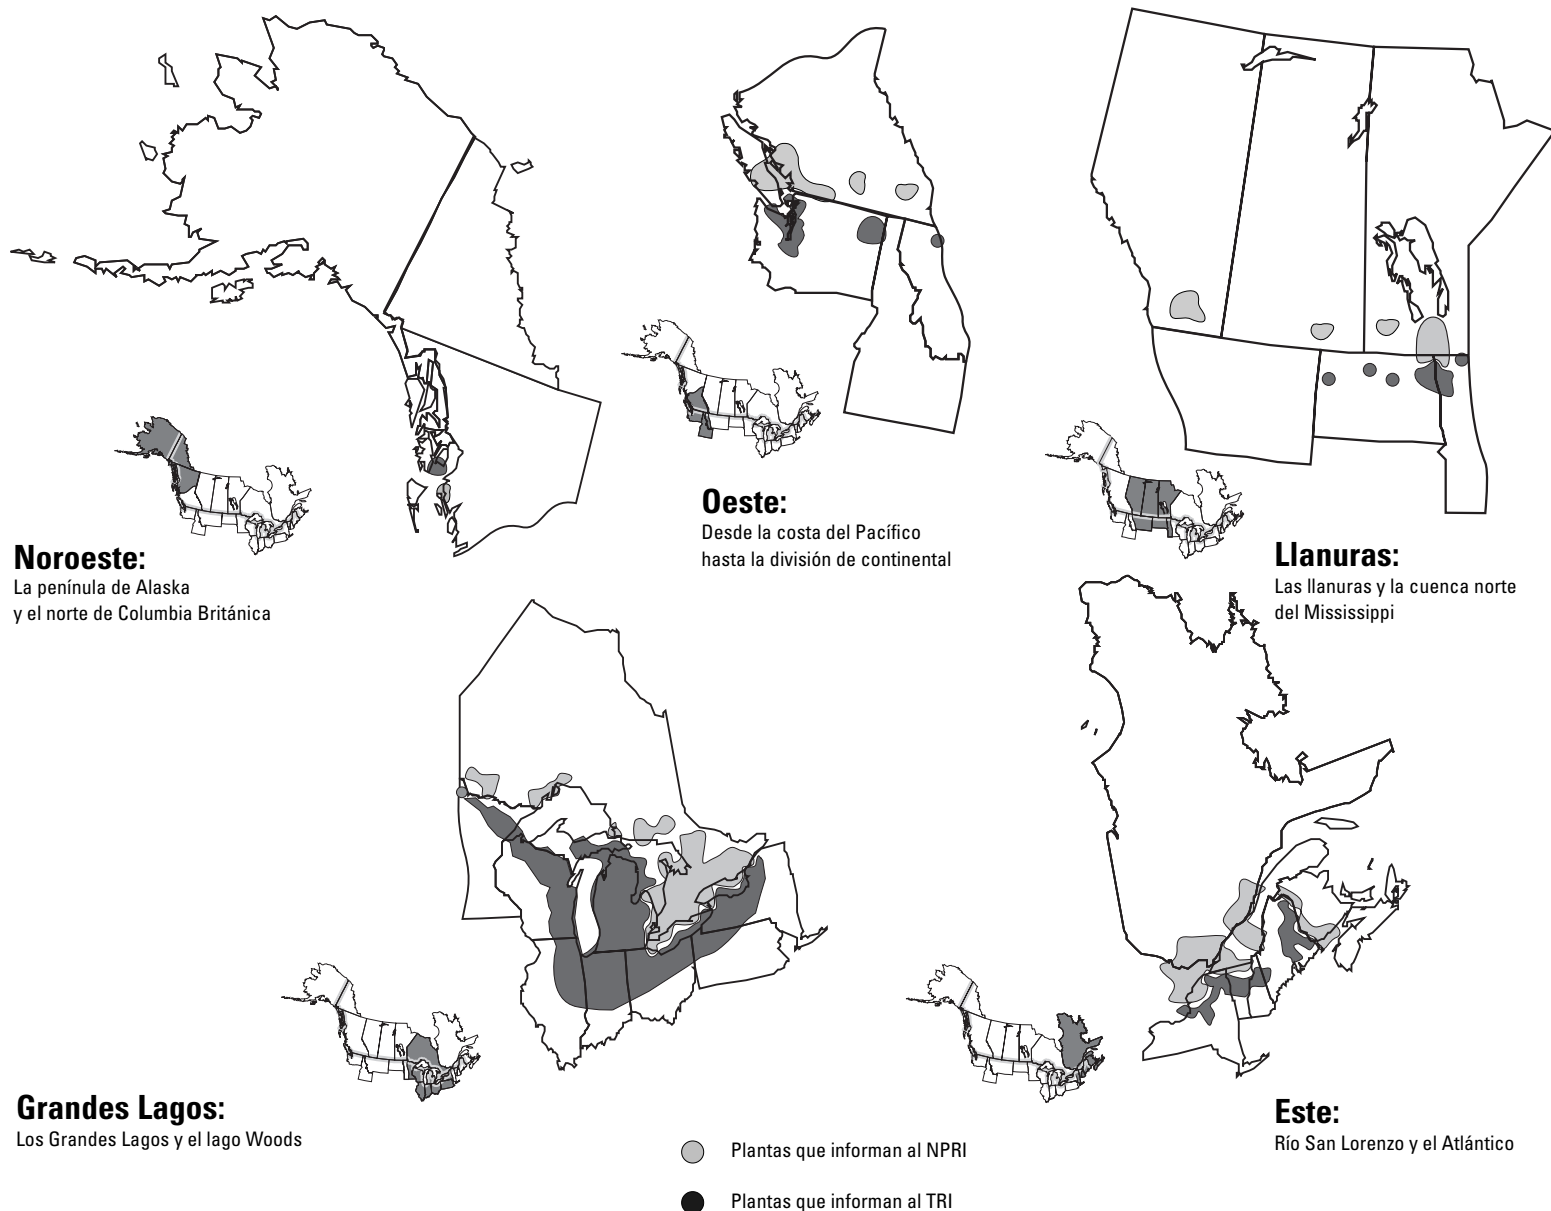 Noroeste:
La penínula de Alaska
y el norte de Columbia Británica
Oeste:
Desde la costa del Pacífico
hasta la división de continental
Llanuras:
Las llanuras y la cuenca norte
del Mississippi
Grandes Lagos:
Los Grandes Lagos y el lago Woods
Este:
Río San Lorenzo y el Atlántico
Plantas que informan al NPRI
Plantas que informan al TRI